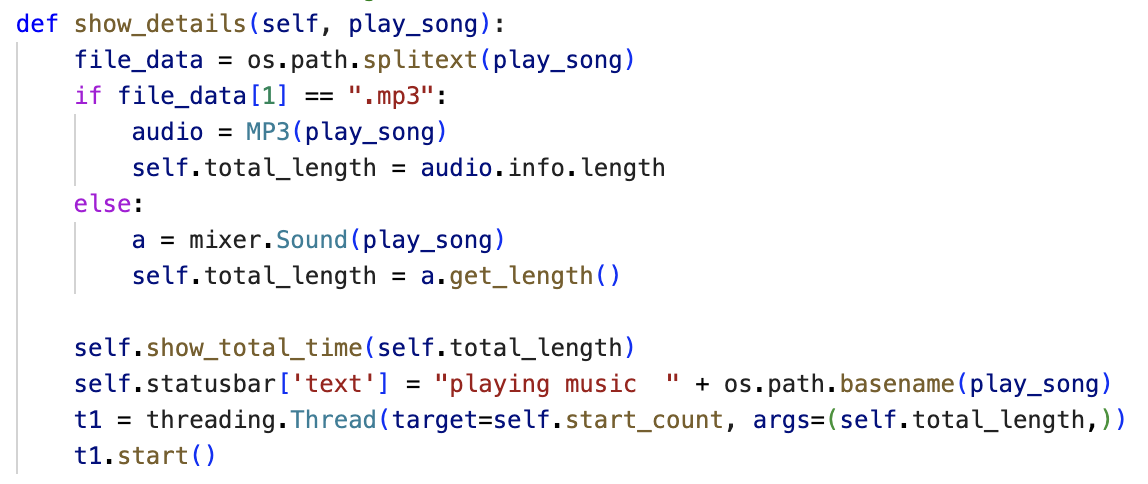 def show_details(self, play_song):
    file_data = os.path.splitext(play_song)
    if file_data[1] == ".mp3":
        audio = MP3(play_song)
        self.total_length = audio.info.length
    else:
        a = mixer.Sound(play_song)
        self.total_length = a.get_length()

    self.show_total_time(self.total_length)
    self.statusbar['text'] = "playing music  " + os.path.basename(play_song)
    t1 = threading.Thread(target=self.start_count, args=(self.total_length,))
    t1.start()